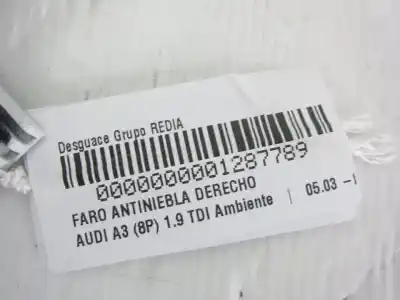 Desguace Grupo REDIA
0000000001287789
FARO ANTINIEBLA DERECHO
AUDI A3 (8P) 1.9 TDI Ambiente | 05.03 -